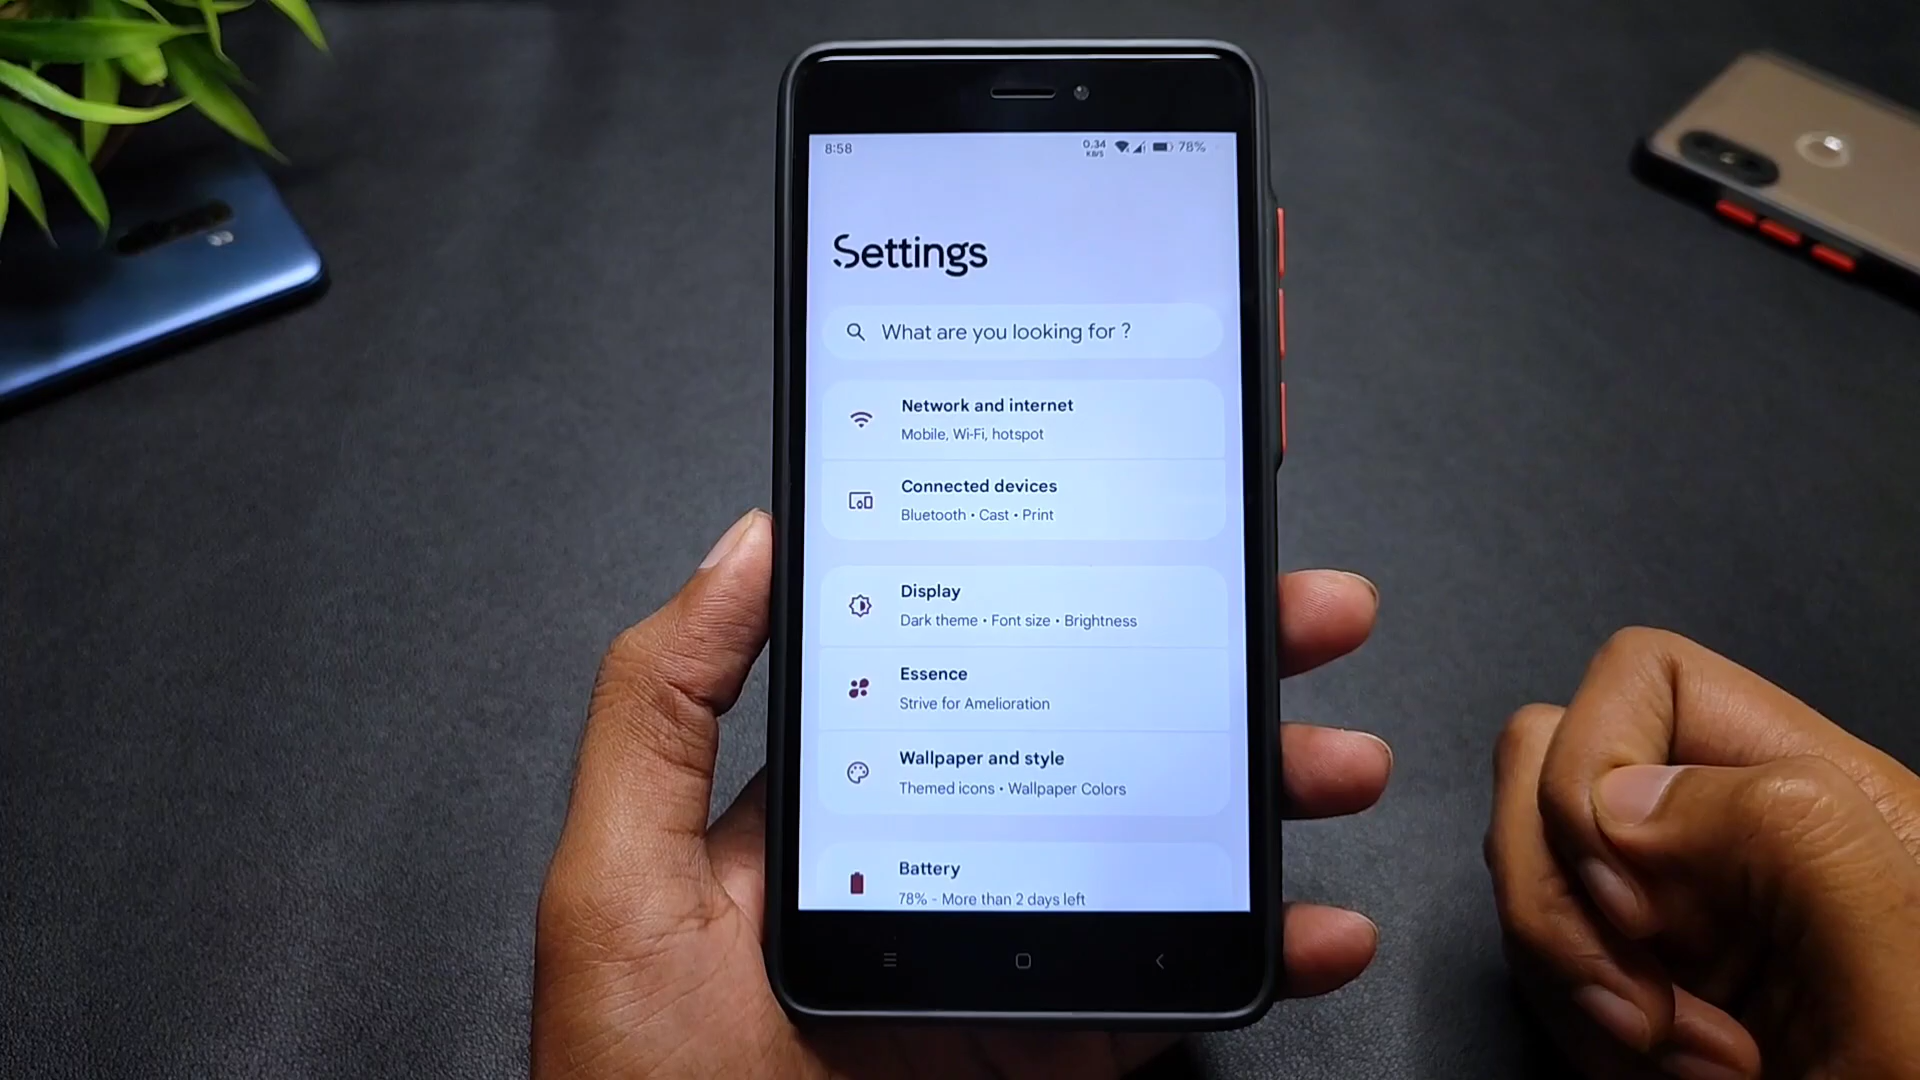 8:58
0.34
KB/S
78%
Settings
What are you looking for ?
Network and internet
Mobile, Wi-Fi, hotspot
Connected devices
Bluetooth • Cast • Print
Display
Dark theme • Font size • Brightness
Essence
Strive for Amelioration
Wallpaper and style
Themed icons • Wallpaper Colors
Battery
78% - More than 2 days left